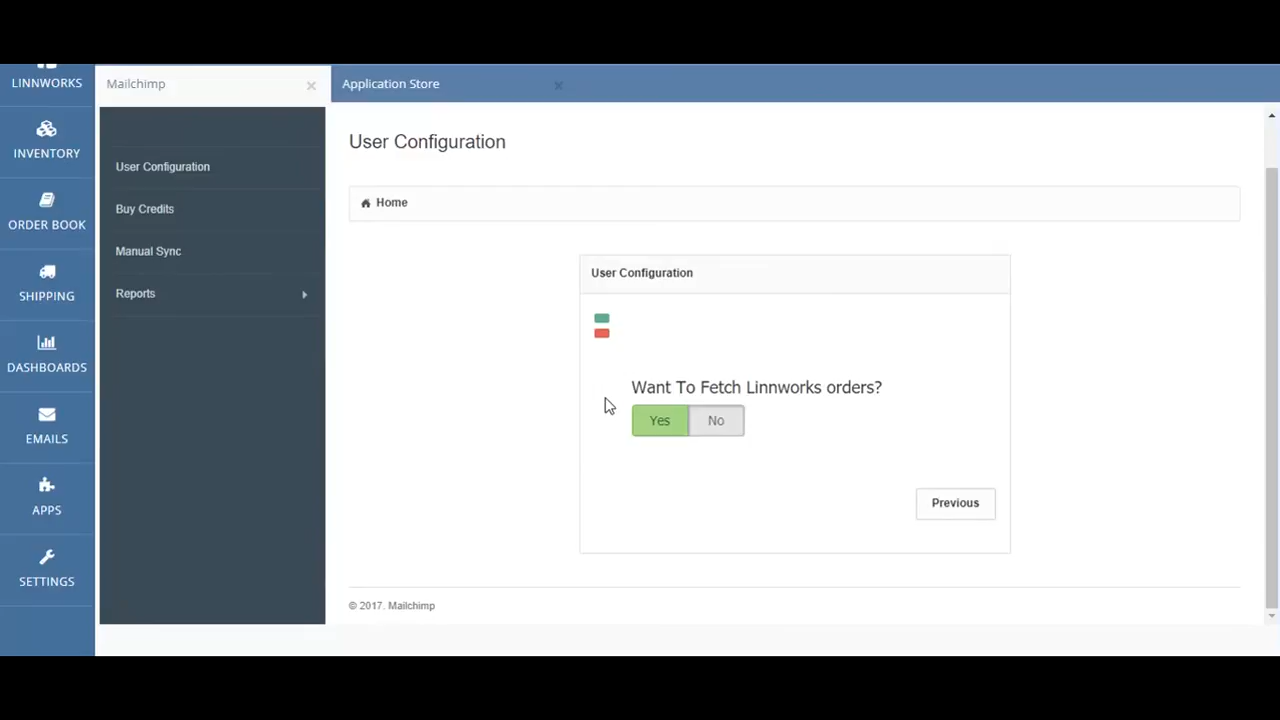 LINNWORKS
INVENTORY
ORDER BOOK
SHIPPING
DASHBOARDS
EMAILS
APPS
SETTINGS
Mailchimp
Application Store
User Configuration
Buy Credits
Manual Sync
Reports
User Configuration
Home
User Configuration
Want To Fetch Linnworks orders?
Yes No
Previous
© 2017. Mailchimp